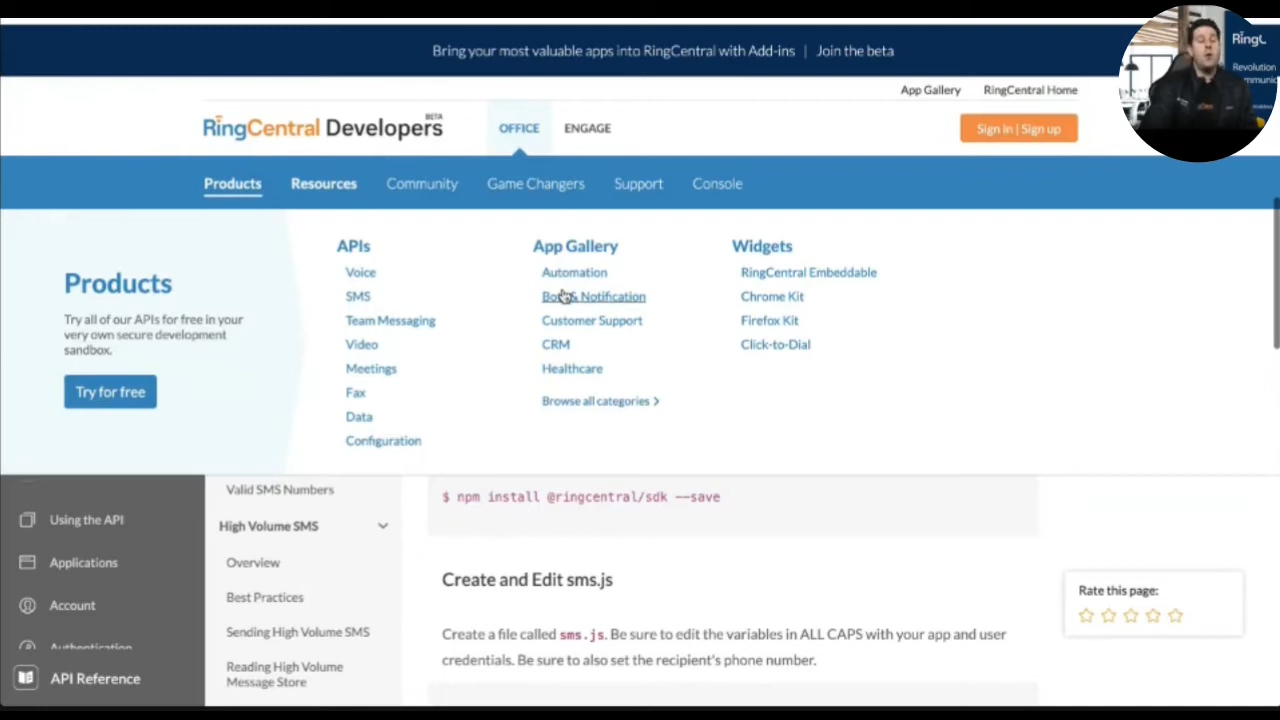 Bring your most valuable apps into RingCentral with Add-ins | Join the beta
App Gallery RingCentral Home
RingCentral Developers BETA
OFFICE ENGAGE
Sign in | Sign up
Products Resources Community Game Changers Support Console
Products
Try all of our APIs for free in your
very own secure development
sandbox.
Try for free
APIs
Voice
SMS
Team Messaging
Video
Meetings
Fax
Data
Configuration
App Gallery
Automation
& Notification
Customer Support
CRM
Healthcare
Browse all categories >
Widgets
RingCentral Embeddable
Chrome Kit
Firefox Kit
Click-to-Dial
Using the API
Applications
Account
Authentication
API Reference
Valid SMS Numbers
High Volume SMS
Overview
Best Practices
Sending High Volume SMS
Reading High Volume
Message Store
$ npm install @ringcentral/sdk --save
Create and Edit sms.js
Create a file called sms.js. Be sure to edit the variables in ALL CAPS with your app and user
credentials. Be sure to also set the recipient's phone number.
Rate this page: